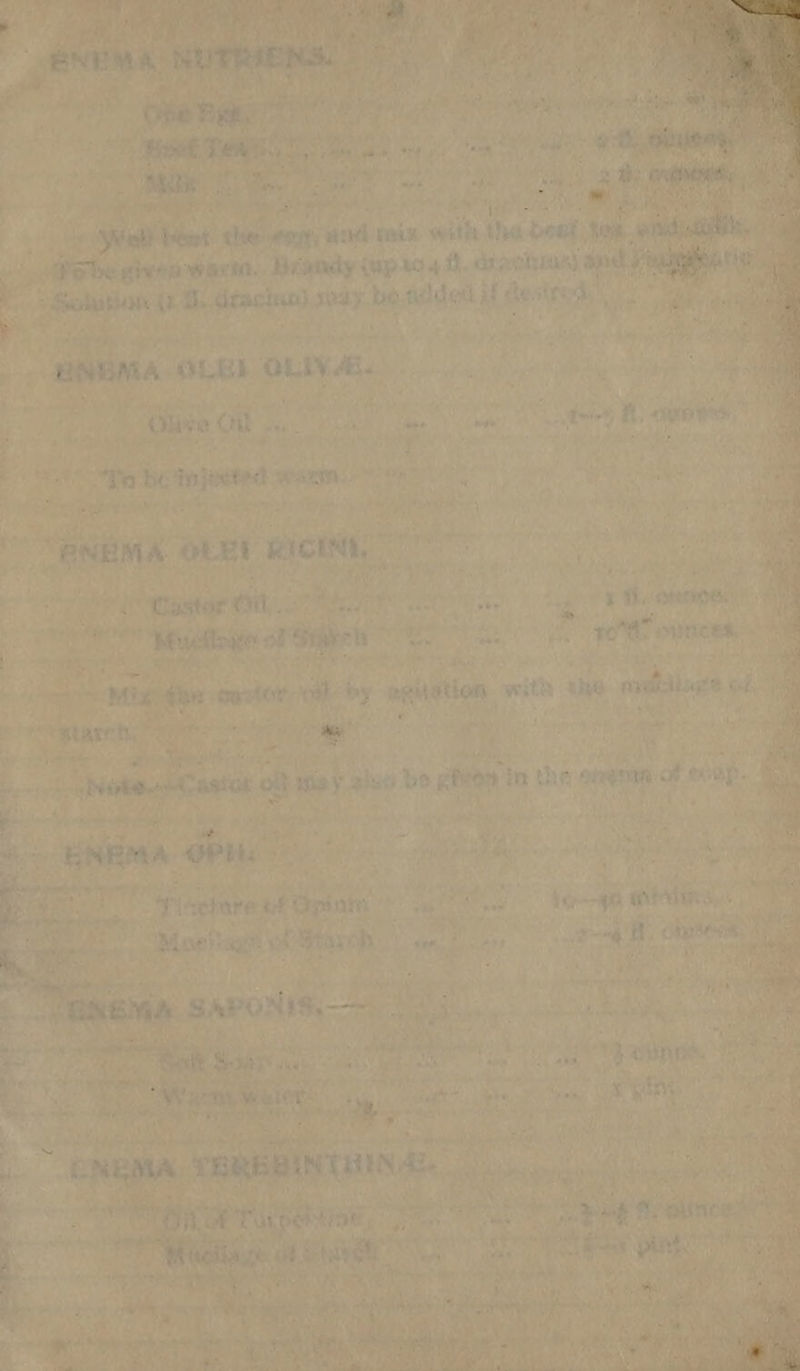 ENEMA NUTRIENS.
One Egg.
Beef Tea ... ... ... ... 2 fl. ounces.
Milk ... ... ... ... 2 fl. ounces.
Well beat the egg, and mix with the beef tea and milk.
To be given warm. Brandy (up to 4 fl. drachms) and
Solution (1 fl. drachm) may be added if desired.
ENEMA OLEI OLIVÆ.
Olive Oil ... ... ... fl. ounces.
To be injected warm.
ENEMA OLEI RICINI.
Castor Oil ... ... ... 1 fl. ounce.
Mucilage of Starch ... ... ... 10 fl. ounces.
Mix the castor oil by agitation with the mucilage of
starch.
Note.—Castor oil may also be given in the enema of soap.
ENEMA OPII.
Tincture of Opium ... ... minims.
Mucilage of Starch ... ... fl. ounces.
ENEMA SAPONIS.—
Soft Soap ... ... ... ounce.
Warm water ... ... ... 1 pint.
ENEMA TEREBINTHINÆ.
Oil of Turpentine ... ... fl. ounce.
Mucilage of Starch ... ... pint.